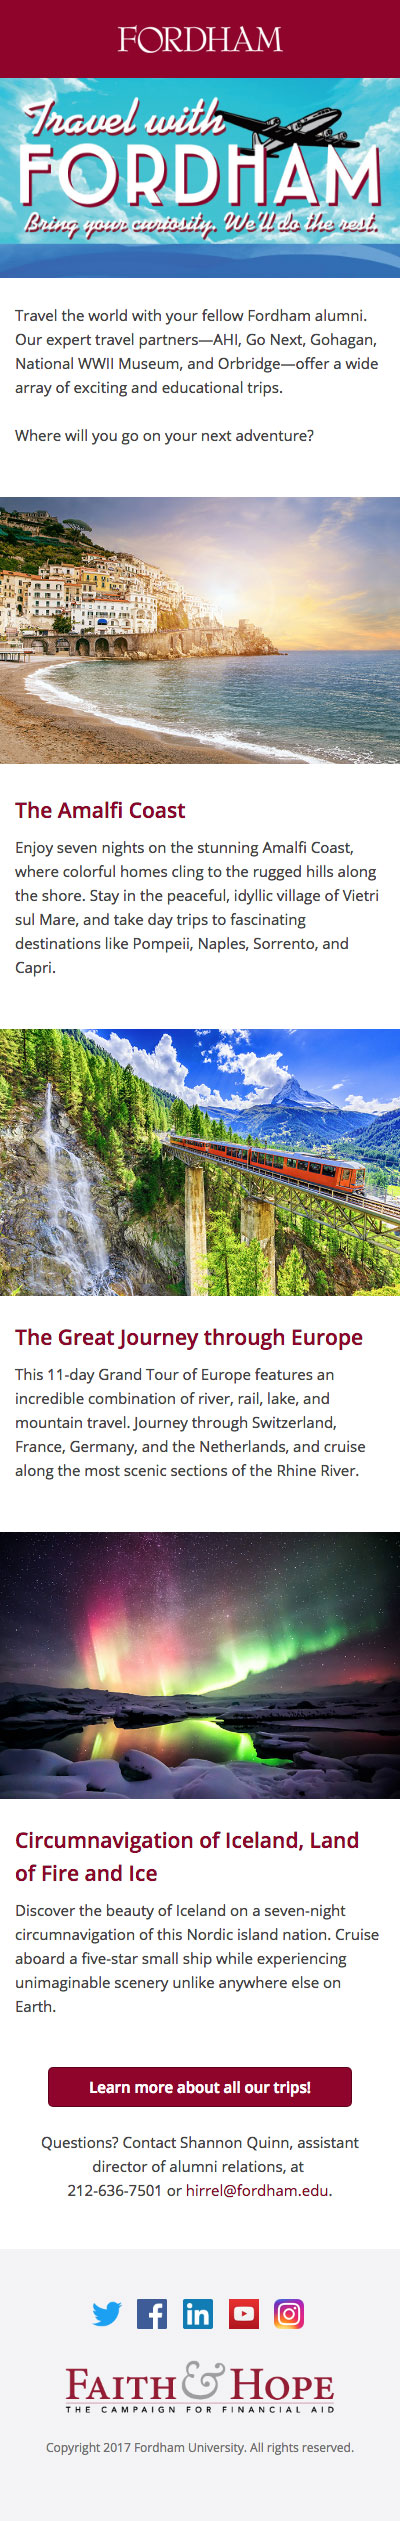 FORDHAM
Travel with
FORDHAM
Bring your curiosity. We'll do the rest.
Travel the world with your fellow Fordham alumni.
Our expert travel partners—AHI, Go Next, Gohagan,
National WWII Museum, and Orbridge—offer a wide
array of exciting and educational trips.
Where will you go on your next adventure?
The Amalfi Coast
Enjoy seven nights on the stunning Amalfi Coast,
where colorful homes cling to the rugged hills along
the shore. Stay in the peaceful, idyllic village of Vietri
sul Mare, and take day trips to fascinating
destinations like Pompeii, Naples, Sorrento, and
Capri.
The Great Journey through Europe
This 11-day Grand Tour of Europe features an
incredible combination of river, rail, lake, and
mountain travel. Journey through Switzerland,
France, Germany, and the Netherlands, and cruise
along the most scenic sections of the Rhine River.
Circumnavigation of Iceland, Land
of Fire and Ice
Discover the beauty of Iceland on a seven-night
circumnavigation of this Nordic island nation. Cruise
aboard a five-star small ship while experiencing
unimaginable scenery unlike anywhere else on
Earth.
Learn more about all our trips!
Questions? Contact Shannon Quinn, assistant
director of alumni relations, at
212-636-7501 or hirrel@fordham.edu.
FAITH & HOPE
THE CAMPAIGN FOR FINANCIAL AID
Copyright 2017 Fordham University. All rights reserved.